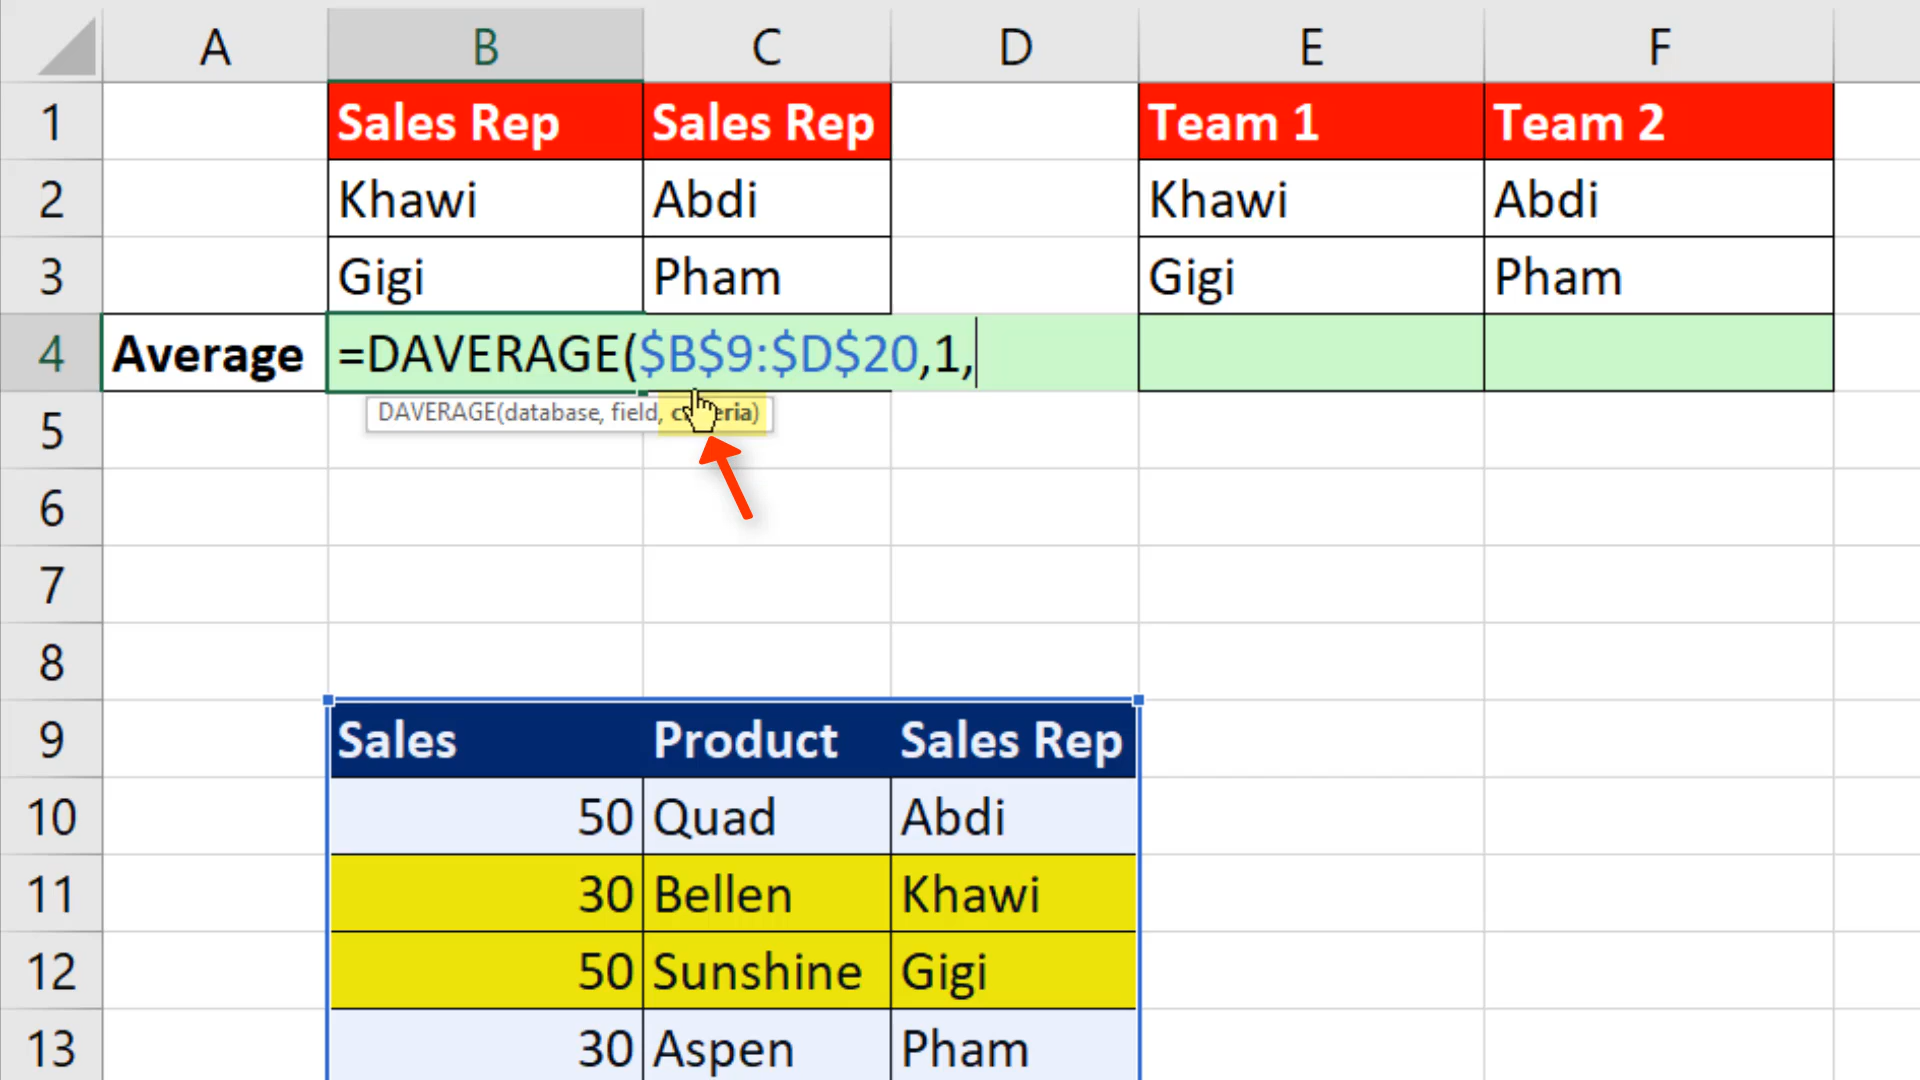 A B C D E F
1 Sales Rep Sales Rep Team 1 Team 2
2 Khawi Abdi Khawi Abdi
3 Gigi Pham Gigi Pham
4 Average =DAVERAGE($B$9:$D$20,1,
DAVERAGE(database, field,
5
6
7
8
9 Sales Product Sales Rep
10 50 Quad Abdi
11 30 Bellen Khawi
12 50 Sunshine Gigi
13 30 Aspen Pham